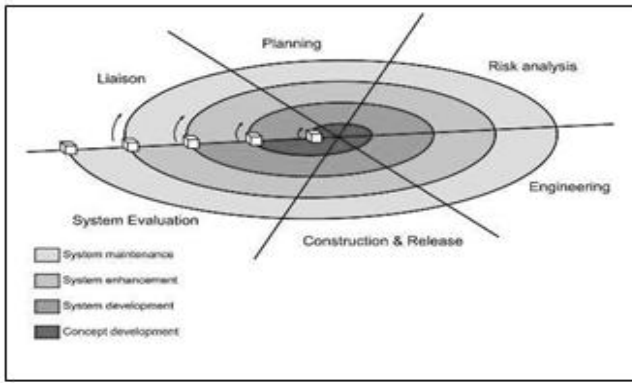 Planning
Risk analysis
Liaison
Engineering
System Evaluation
Construction & Release
System maintenance
System enhancement
System development
Concept development